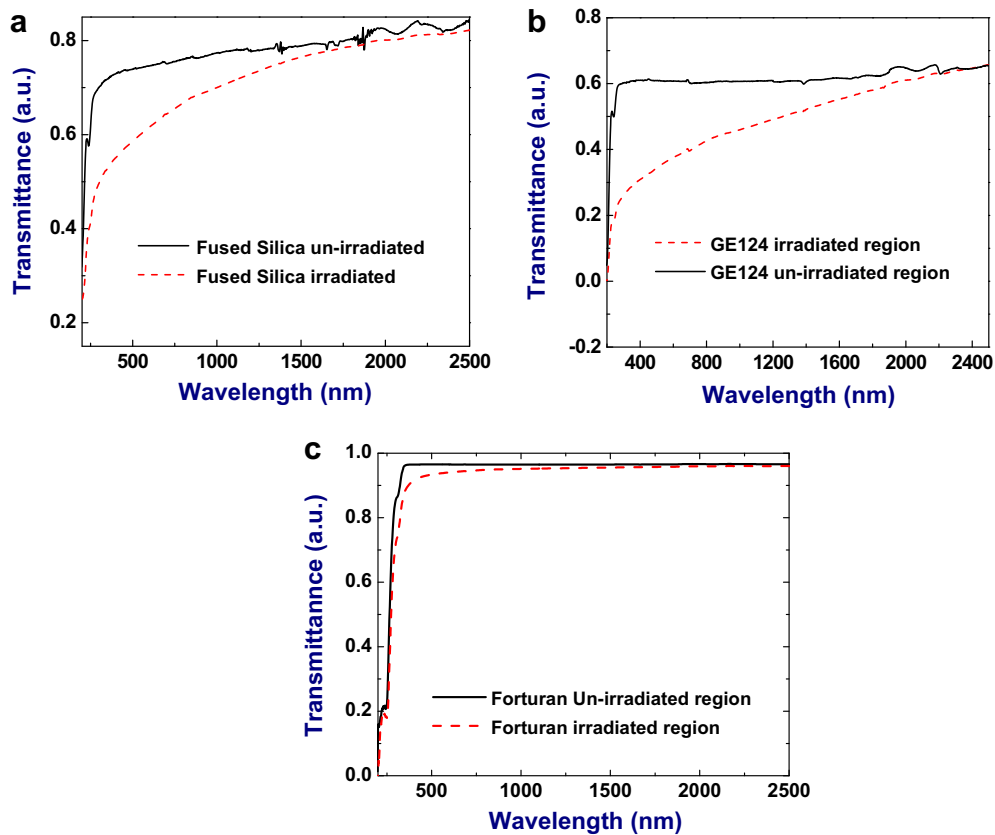 a
Transmittance (a.u.)
0.8
0.6
0.4
0.2
Fused Silica un-irradiated
Fused Silica irradiated
500 1000 1500 2000 2500
Wavelength (nm)
b
Transmittance (a.u.)
0.8
0.6
0.4
0.2
0.0
-0.2
GE124 irradiated region
GE124 un-irradiated region
400 800 1200 1600 2000 2400
Wavelength (nm)
c
Transmittannce (a.u.)
1.0
0.8
0.6
0.4
0.2
0.0
Forturan Un-irradiated region
Forturan irradiated region
500 1000 1500 2000 2500
Wavelength (nm)